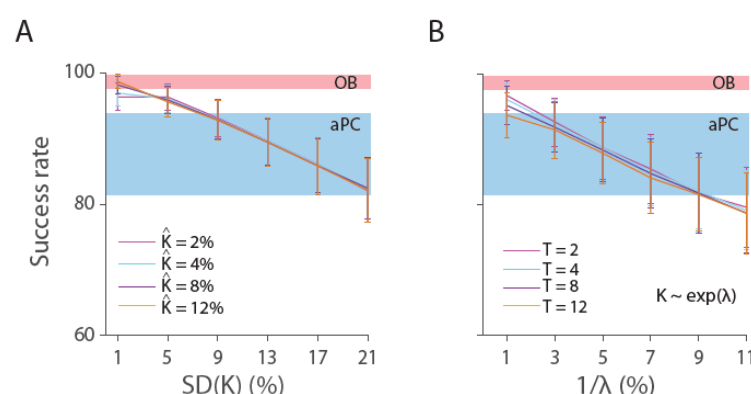 A
B
100
80
60
Success rate
OB
aPC
K̂ = 2%
K̂ = 4%
K̂ = 8%
K̂ = 12%
1 5 9 13 17 21
SD(K) (%)
OB
aPC
T = 2
T = 4
T = 8
T = 12
K ~ exp(λ)
1 3 5 7 9 11
1/λ (%)